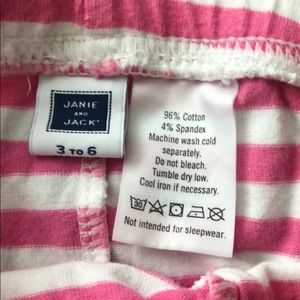 JANIE
AND
JACK
3 TO 6
96% Cotton
4% Spandex
Machine wash cold
separately.
Do not bleach.
Tumble dry low.
Cool iron if necessary.
Not intended for sleepwear.